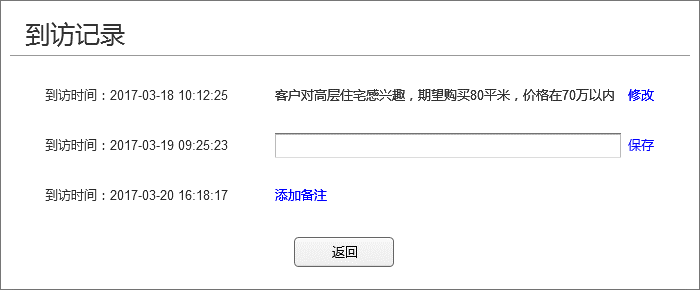 到访记录
到访时间：2017-03-18 10:12:25 客户对高层住宅感兴趣，期望购买80平米，价格在70万以内 修改
到访时间：2017-03-19 09:25:23 保存
到访时间：2017-03-20 16:18:17 添加备注
返回